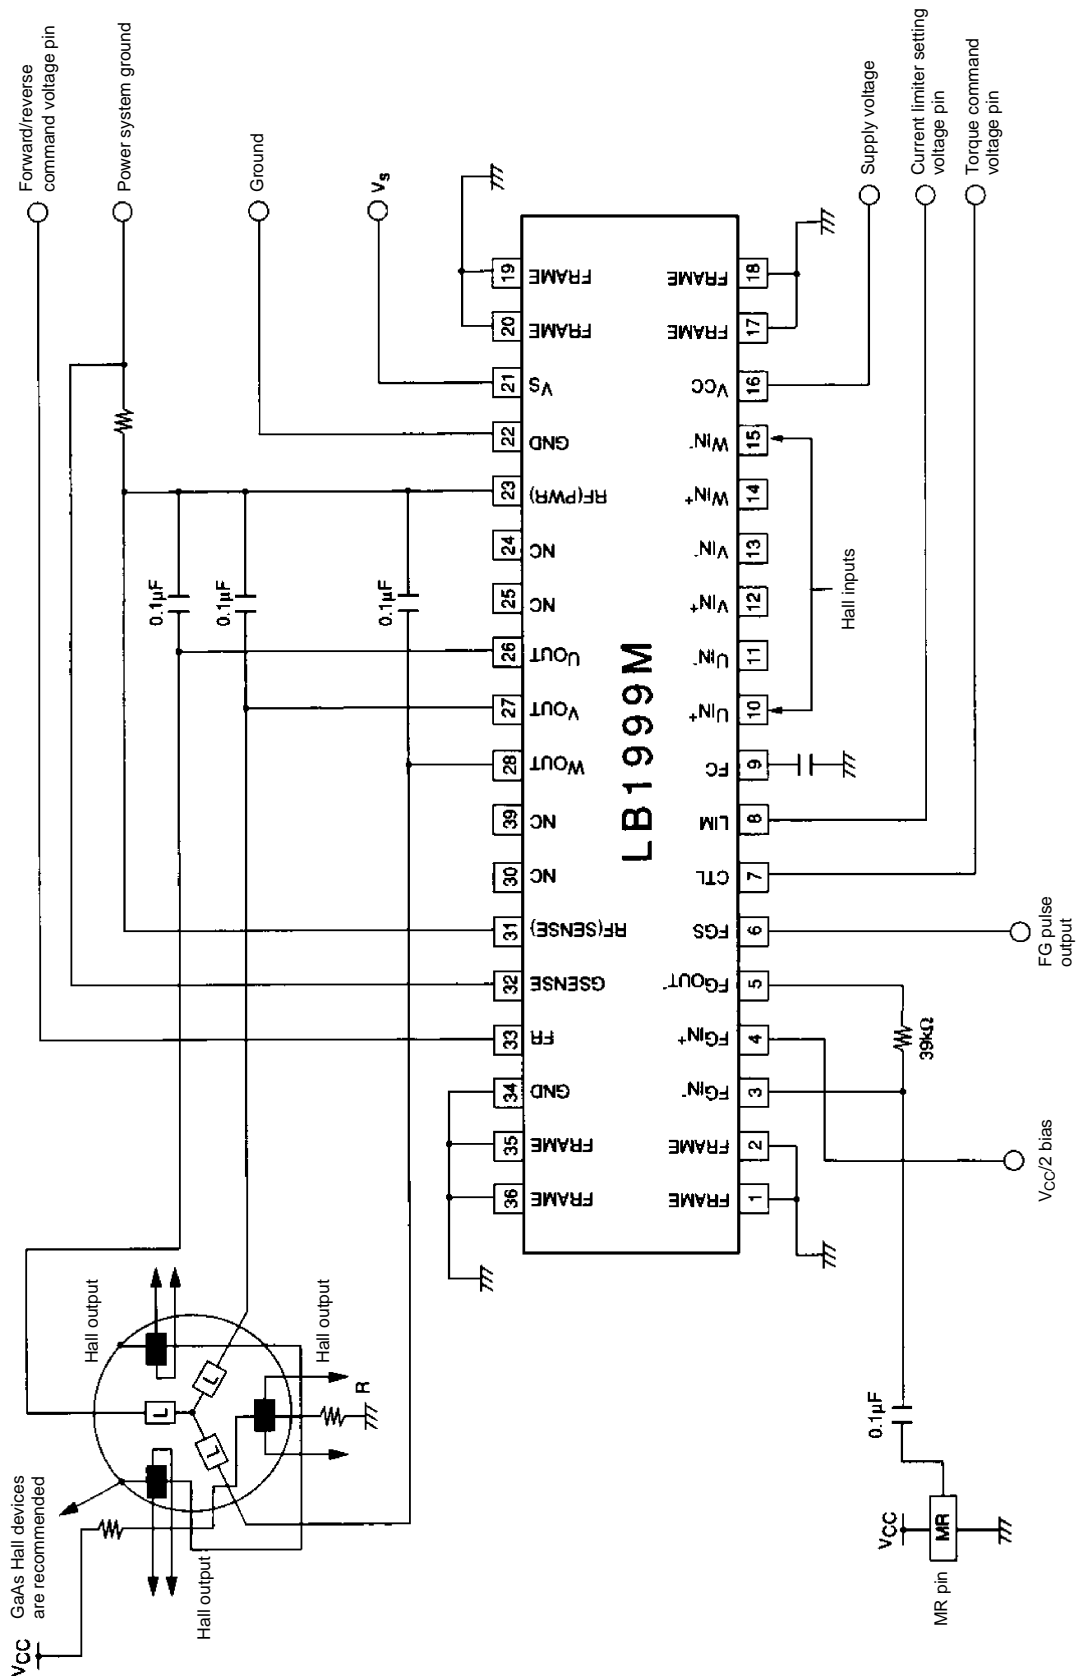 Forward/reverse
command voltage pin
Power system ground
Ground
VS
Supply voltage
Current limiter setting
voltage pin
Torque command
voltage pin
0.1µF
0.1µF
0.1µF
19 FRAME
20 FRAME
21 VS
22 GND
23 RF(PWR)
24 NC
25 NC
26 UOUT
27 VOUT
28 WOUT
39 NC
30 NC
31 RF(SENSE)
32 GSENSE
33 FR
34 GND
35 FRAME
36 FRAME
LB1999M
FRAME 18
FRAME 17
VCC 16
WIN- 15
WIN+ 14
VIN- 13
VIN+ 12
UIN- 11
UIN+ 10
FC 9
LIM 8
CTL 7
FGS 6
FGOUT- 5
FGIN+ 4
FGIN- 3
FRAME 2
FRAME 1
Hall inputs
FG pulse
output
39kΩ
VCC/2 bias
0.1µF
VCC
MR
MR pin
Hall output
Hall output
Hall output
L
L
L
R
GaAs Hall devices
are recommended
VCC